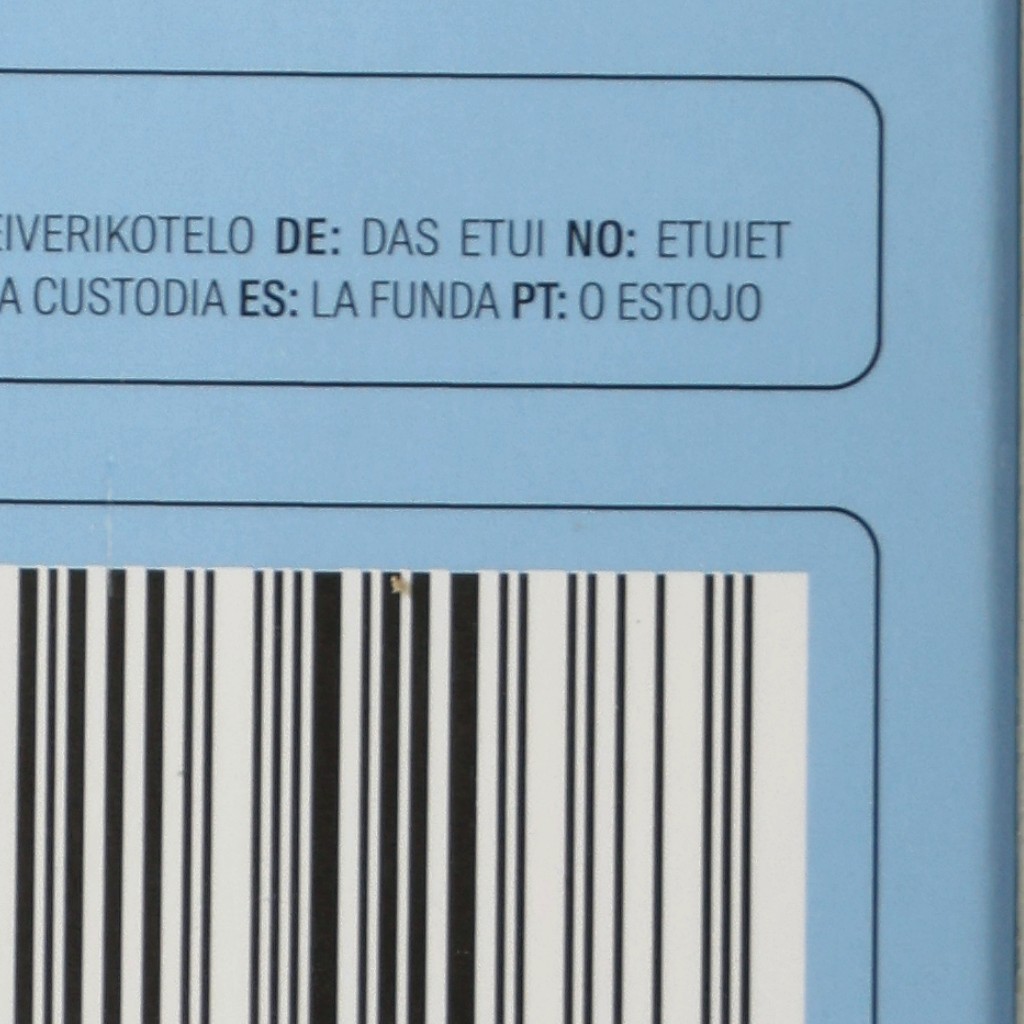 EIVERIKOTELO DE: DAS ETUI NO: ETUIET
A CUSTODIA ES: LA FUNDA PT: O ESTOJO